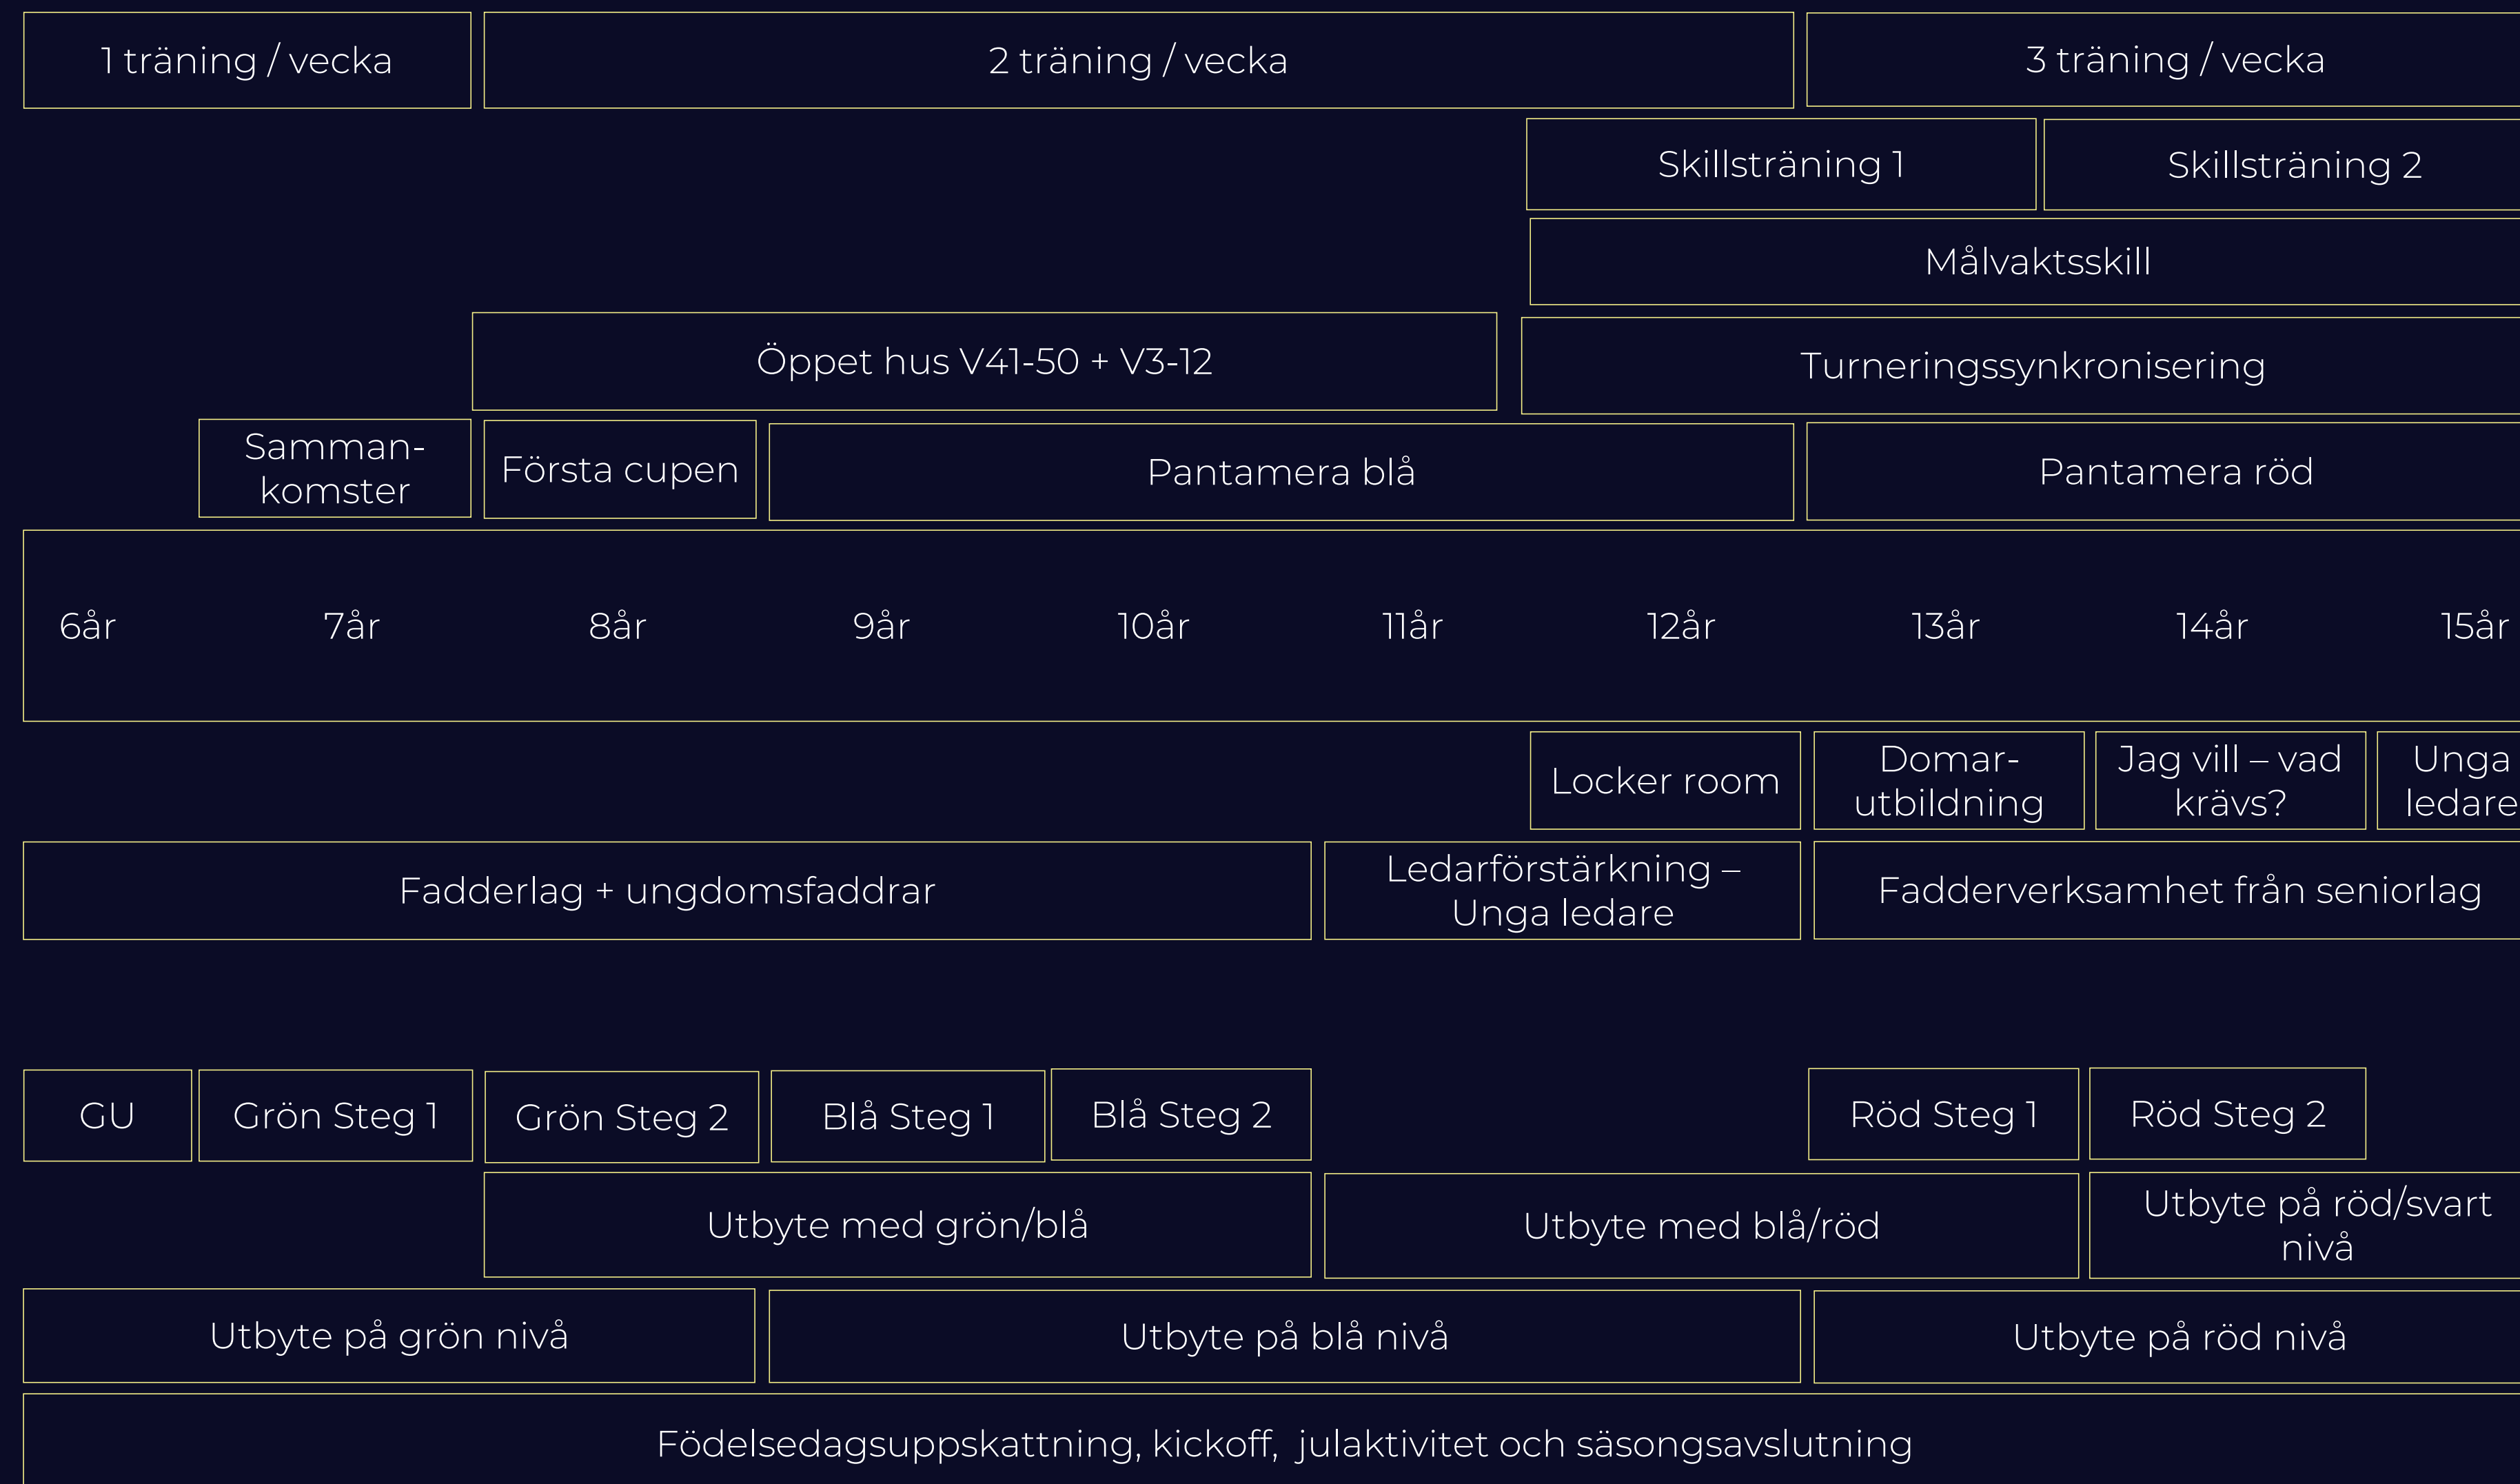 1 träning / vecka
2 träning / vecka
3 träning / vecka
Skillsträning 1
Skillsträning 2
Målvaktsskill
Öppet hus V41-50 + V3-12
Turneringssynkronisering
Samman-
komster
Första cupen
Pantamera blå
Pantamera röd
6år
7år
8år
9år
10år
11år
12år
13år
14år
15år
Locker room
Domar-
utbildning
Jag vill – vad
krävs?
Unga
ledare
Fadderlag + ungdomsfaddrar
Ledarförstärkning –
Unga ledare
Fadderverksamhet från seniorlag
GU
Grön Steg 1
Grön Steg 2
Blå Steg 1
Blå Steg 2
Röd Steg 1
Röd Steg 2
Utbyte med grön/blå
Utbyte med blå/röd
Utbyte på röd/svart
nivå
Utbyte på grön nivå
Utbyte på blå nivå
Utbyte på röd nivå
Födelsedagsuppskattning, kickoff,  julaktivitet och säsongsavslutning